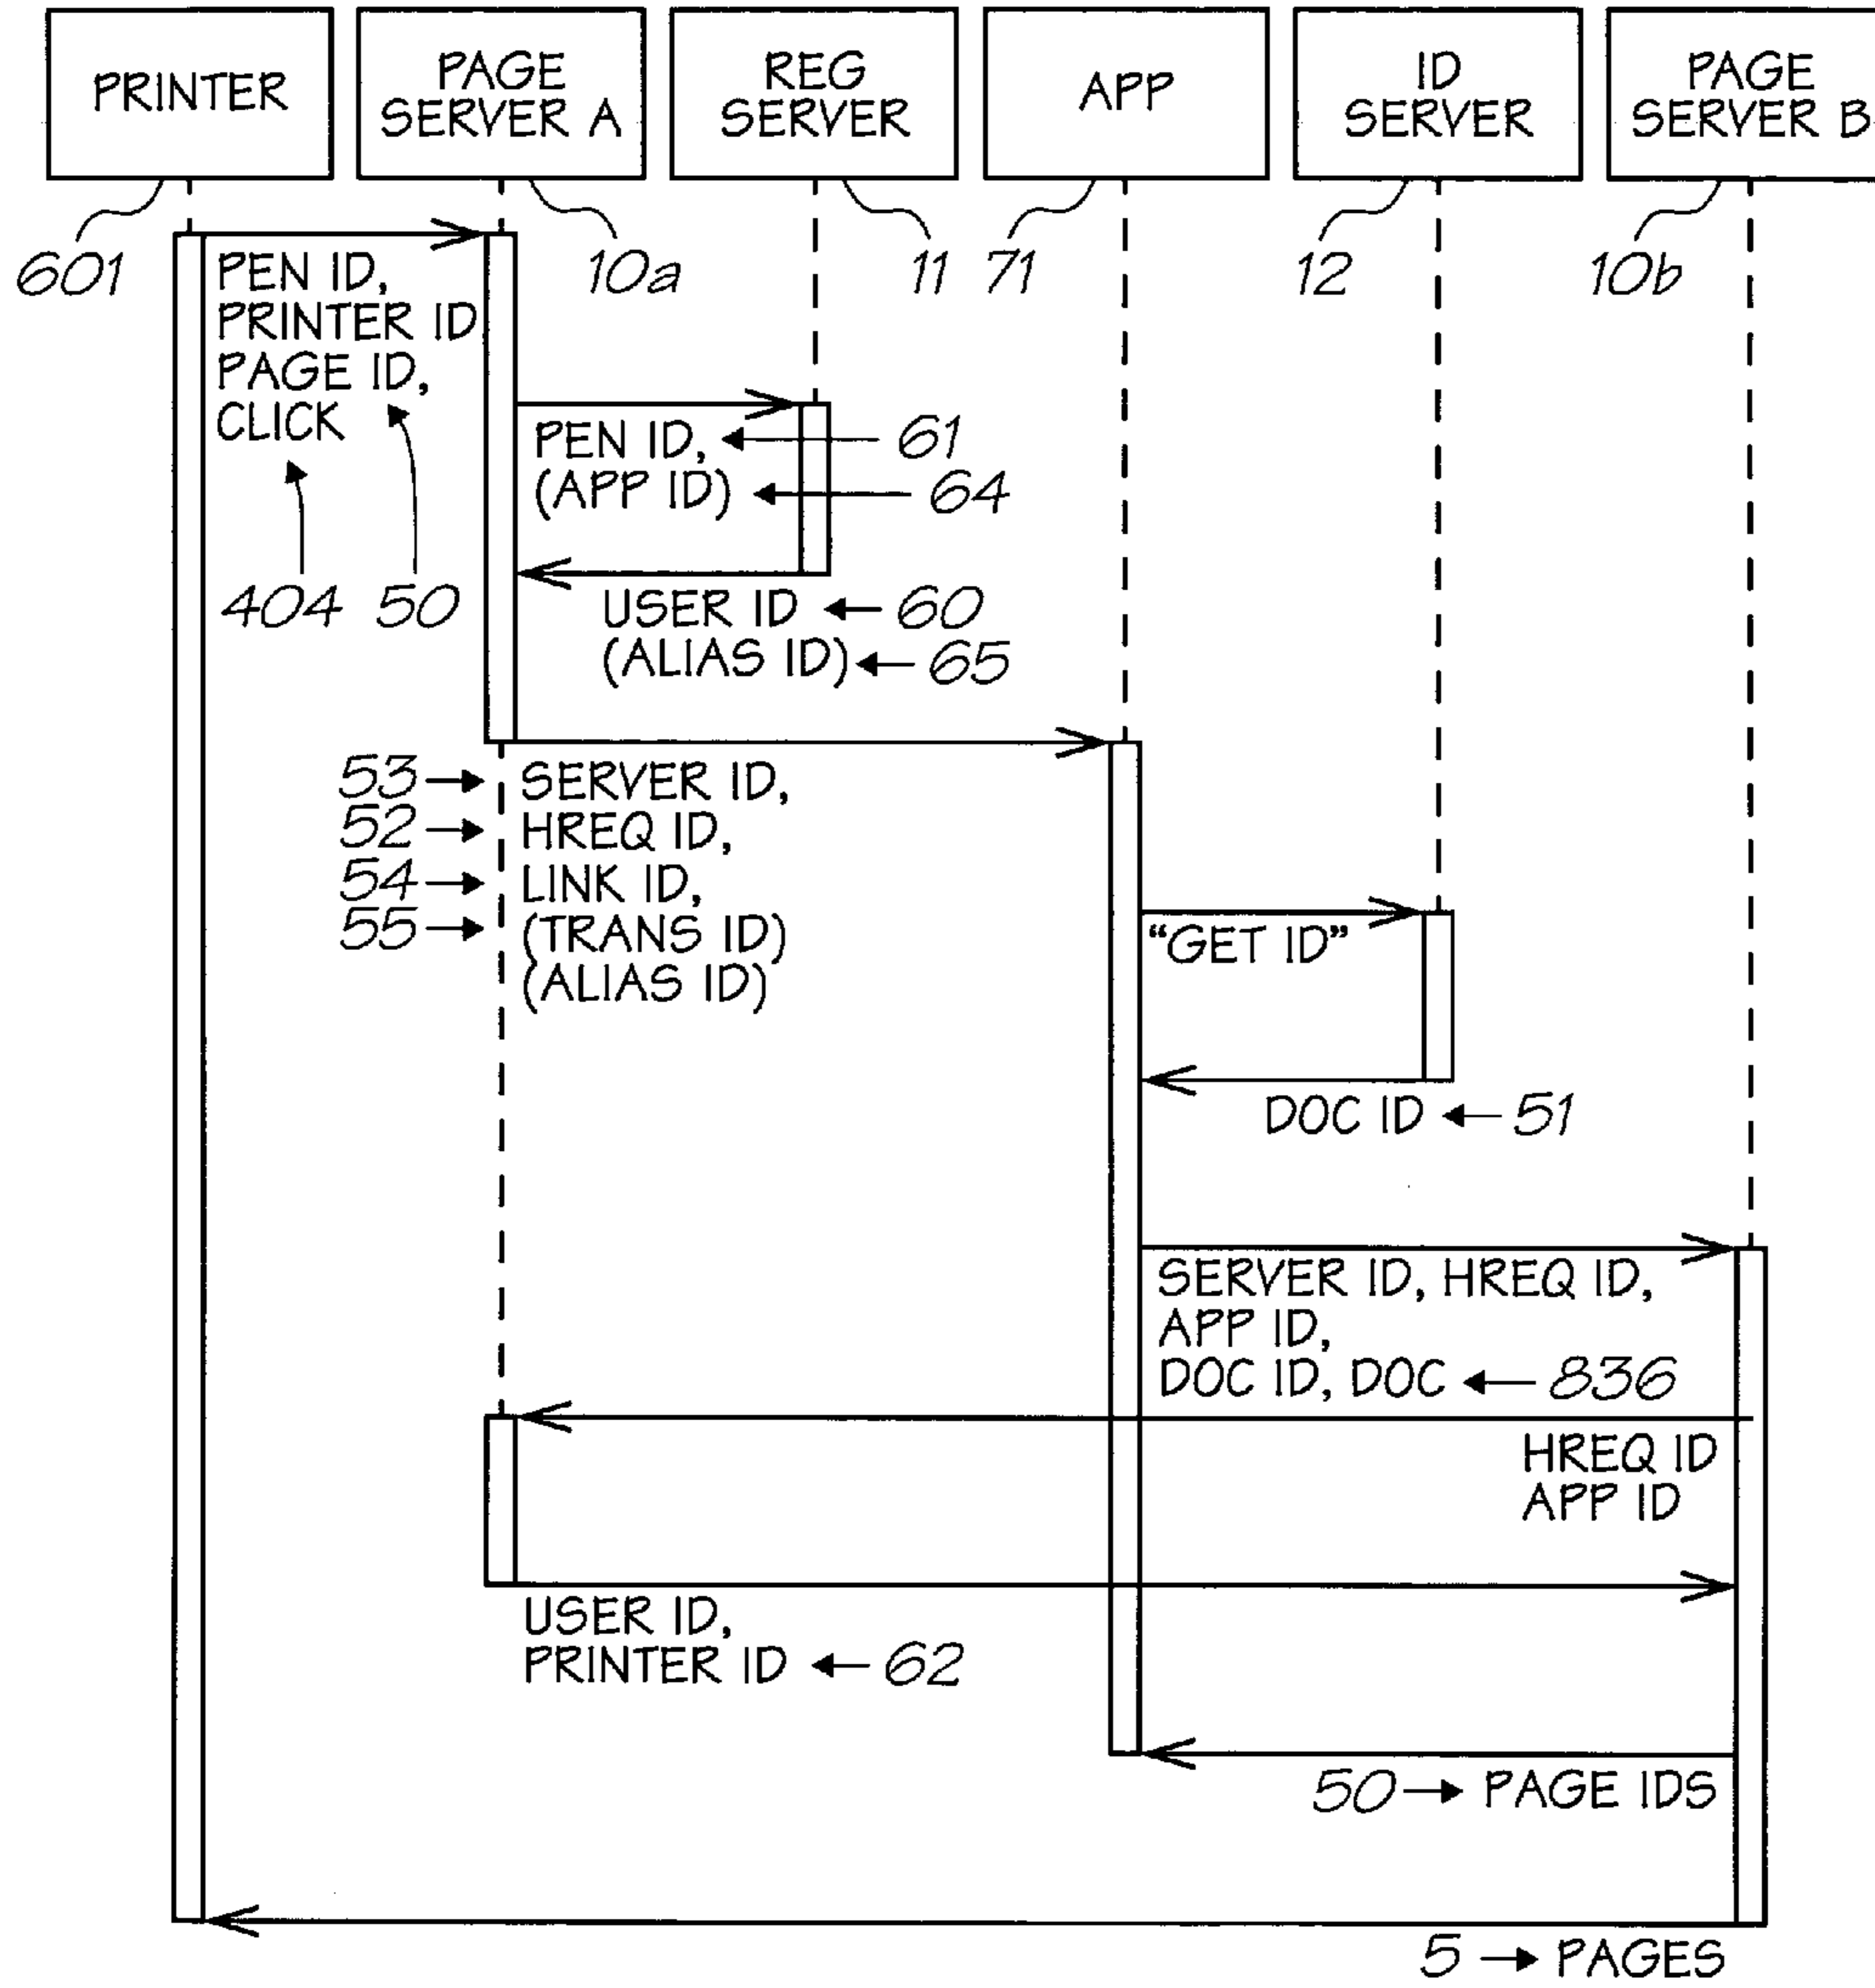 PRINTER
PAGE
SERVER A
REG
SERVER
APP
ID
SERVER
PAGE
SERVER B
601
10a
11
71
12
10b
PEN ID,
PRINTER ID
PAGE ID,
CLICK
404
50
PEN ID,
61
(APP ID)
64
USER ID
60
(ALIAS ID)
65
53
SERVER ID,
52
HREQ ID,
54
LINK ID,
55
(TRANS ID)
(ALIAS ID)
“GET ID”
DOC ID
51
SERVER ID, HREQ ID,
APP ID,
DOC ID, DOC
836
HREQ ID
APP ID
USER ID,
PRINTER ID
62
50
PAGE IDS
5
PAGES